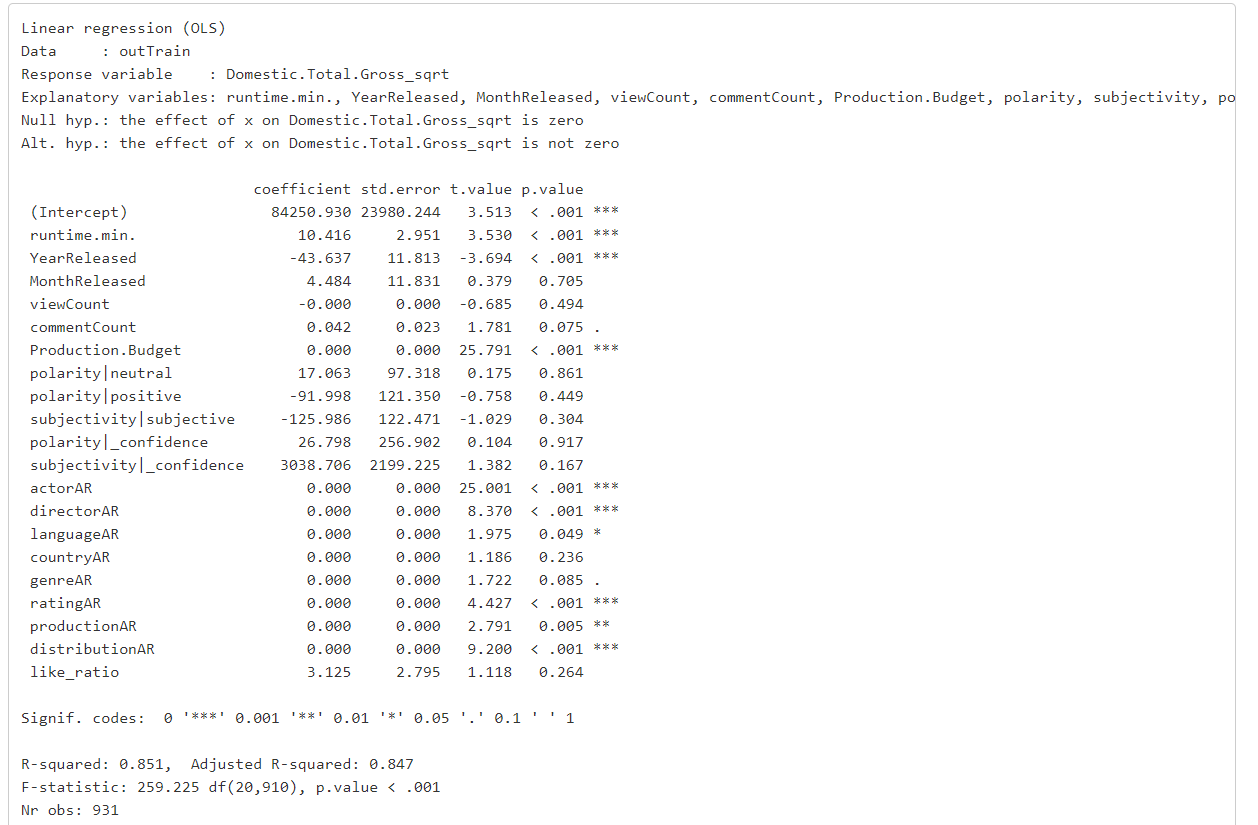 Linear regression (OLS)
Data : outTrain
Response variable : Domestic.Total.Gross_sqrt
Explanatory variables: runtime.min., YearReleased, MonthReleased, viewCount, commentCount, Production.Budget, polarity, subjectivity, po
Null hyp.: the effect of x on Domestic.Total.Gross_sqrt is zero
Alt. hyp.: the effect of x on Domestic.Total.Gross_sqrt is not zero
coefficient std.error t.value p.value
(Intercept) 84250.930 23980.244 3.513 < .001 ***
runtime.min. 10.416 2.951 3.530 < .001 ***
YearReleased -43.637 11.813 -3.694 < .001 ***
MonthReleased 4.484 11.831 0.379 0.705
viewCount -0.000 0.000 -0.685 0.494
commentCount 0.042 0.023 1.781 0.075 .
Production.Budget 0.000 0.000 25.791 < .001 ***
polarity|neutral 17.063 97.318 0.175 0.861
polarity|positive -91.998 121.350 -0.758 0.449
subjectivity|subjective -125.986 122.471 -1.029 0.304
polarity|_confidence 26.798 256.902 0.104 0.917
subjectivity|_confidence 3038.706 2199.225 1.382 0.167
actorAR 0.000 0.000 25.001 < .001 ***
directorAR 0.000 0.000 8.370 < .001 ***
languageAR 0.000 0.000 1.975 0.049 *
countryAR 0.000 0.000 1.186 0.236
genreAR 0.000 0.000 1.722 0.085 .
ratingAR 0.000 0.000 4.427 < .001 ***
productionAR 0.000 0.000 2.791 0.005 **
distributionAR 0.000 0.000 9.200 < .001 ***
like_ratio 3.125 2.795 1.118 0.264
Signif. codes: 0 '***' 0.001 '**' 0.01 '*' 0.05 '.' 0.1 ' ' 1
R-squared: 0.851, Adjusted R-squared: 0.847
F-statistic: 259.225 df(20,910), p.value < .001
Nr obs: 931